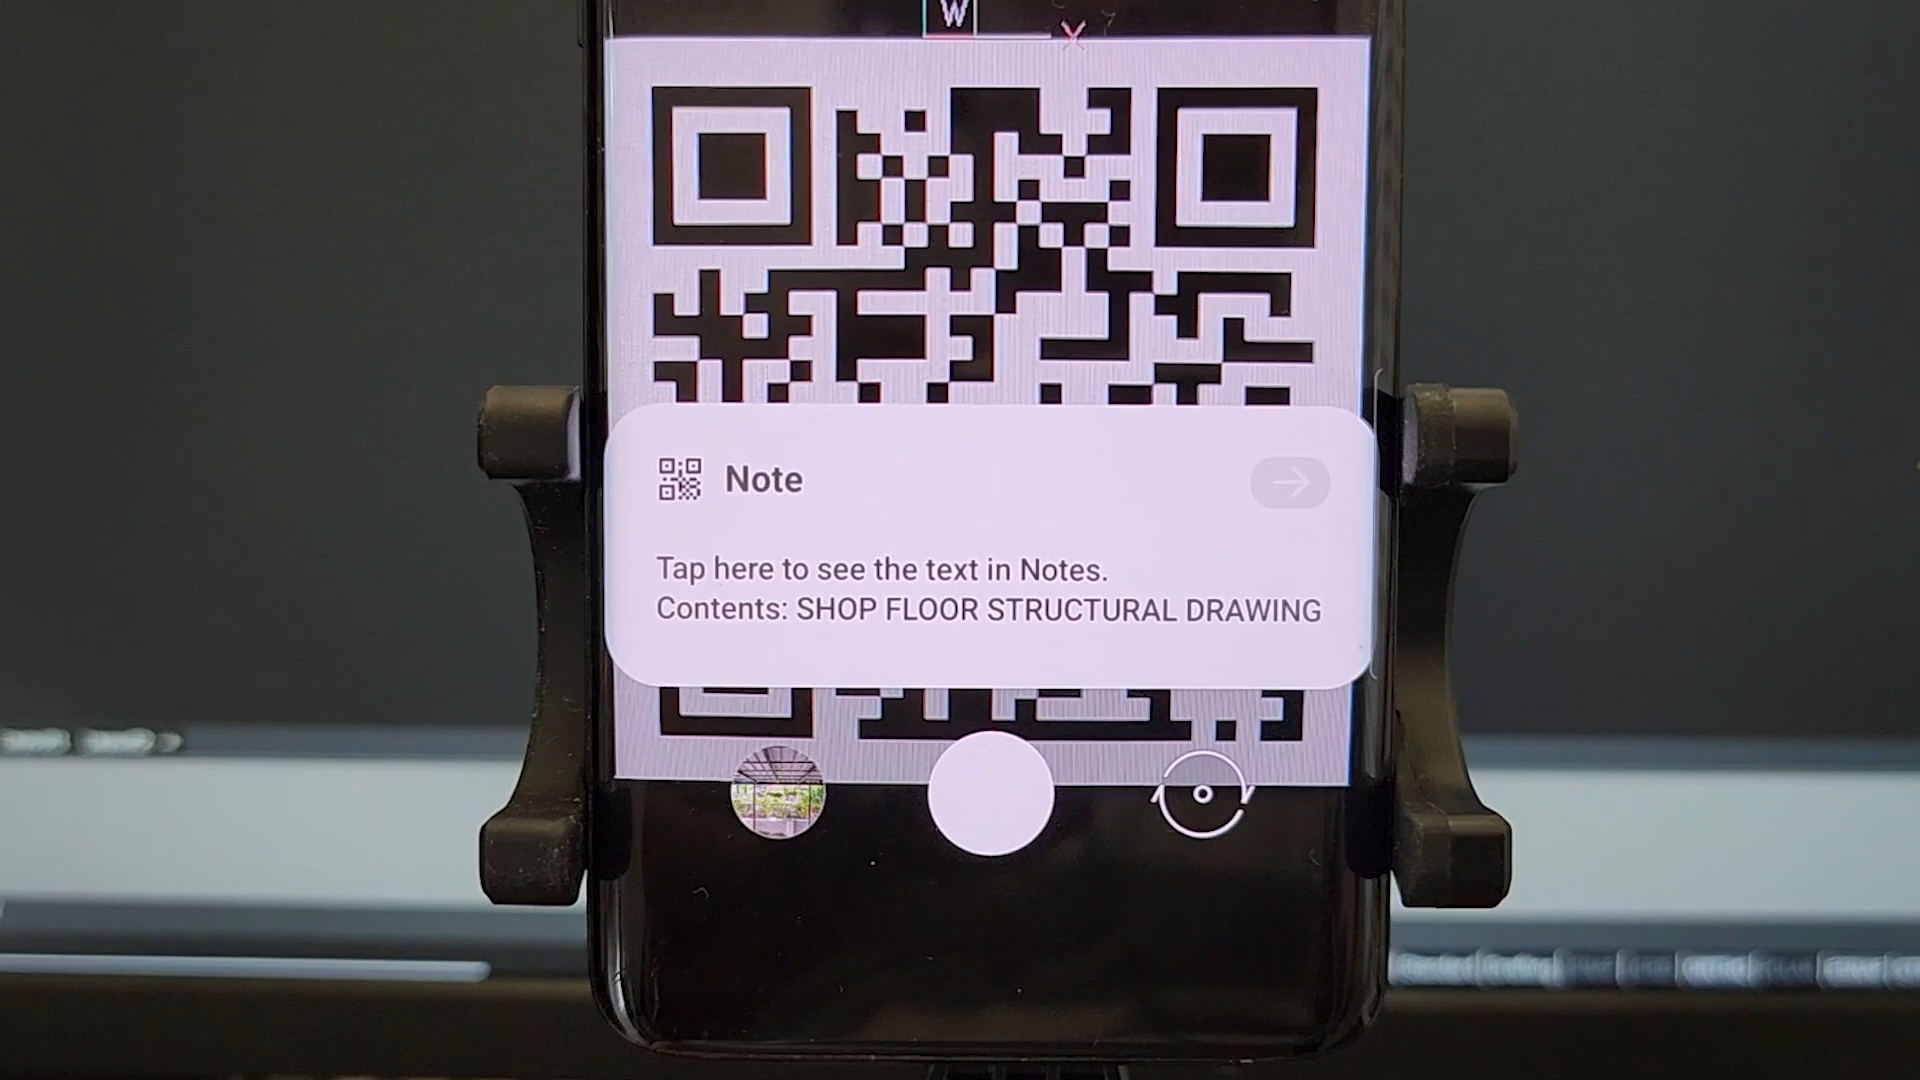 W
X
Note
Tap here to see the text in Notes.
Contents: SHOP FLOOR STRUCTURAL DRAWING